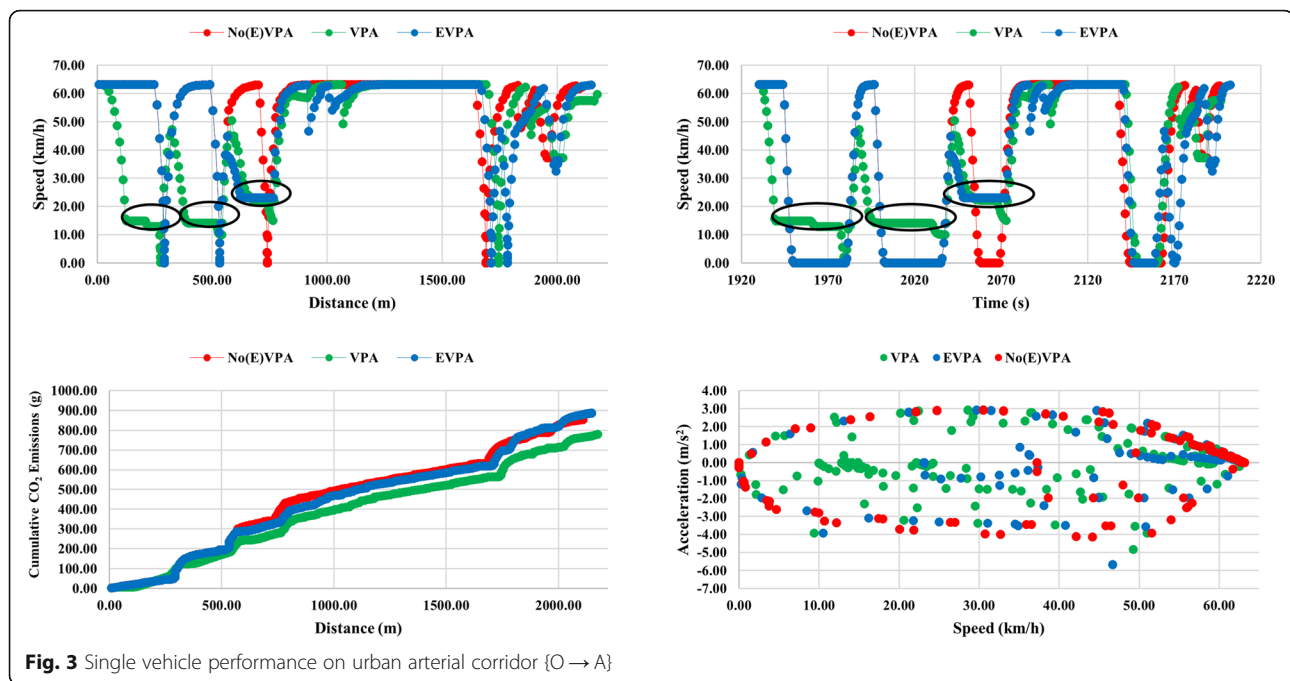 No(E)VPA VPA EVPA
Speed (km/h)
70.00
60.00
50.00
40.00
30.00
20.00
10.00
0.00
0.00 500.00 1000.00 1500.00 2000.00
Distance (m)
No(E)VPA VPA EVPA
Speed (km/h)
70.00
60.00
50.00
40.00
30.00
20.00
10.00
0.00
1920 1970 2020 2070 2120 2170 2220
Time (s)
No(E)VPA VPA EVPA
Cumulative CO2 Emissions (g)
1000.00
900.00
800.00
700.00
600.00
500.00
400.00
300.00
200.00
100.00
0.00
0.00 500.00 1000.00 1500.00 2000.00
Distance (m)
VPA EVPA No(E)VPA
Acceleration (m/s²)
4.00
3.00
2.00
1.00
0.00
-1.00
-2.00
-3.00
-4.00
-5.00
-6.00
-7.00
0.00 10.00 20.00 30.00 40.00 50.00 60.00
Speed (km/h)
Fig. 3 Single vehicle performance on urban arterial corridor {O → A}